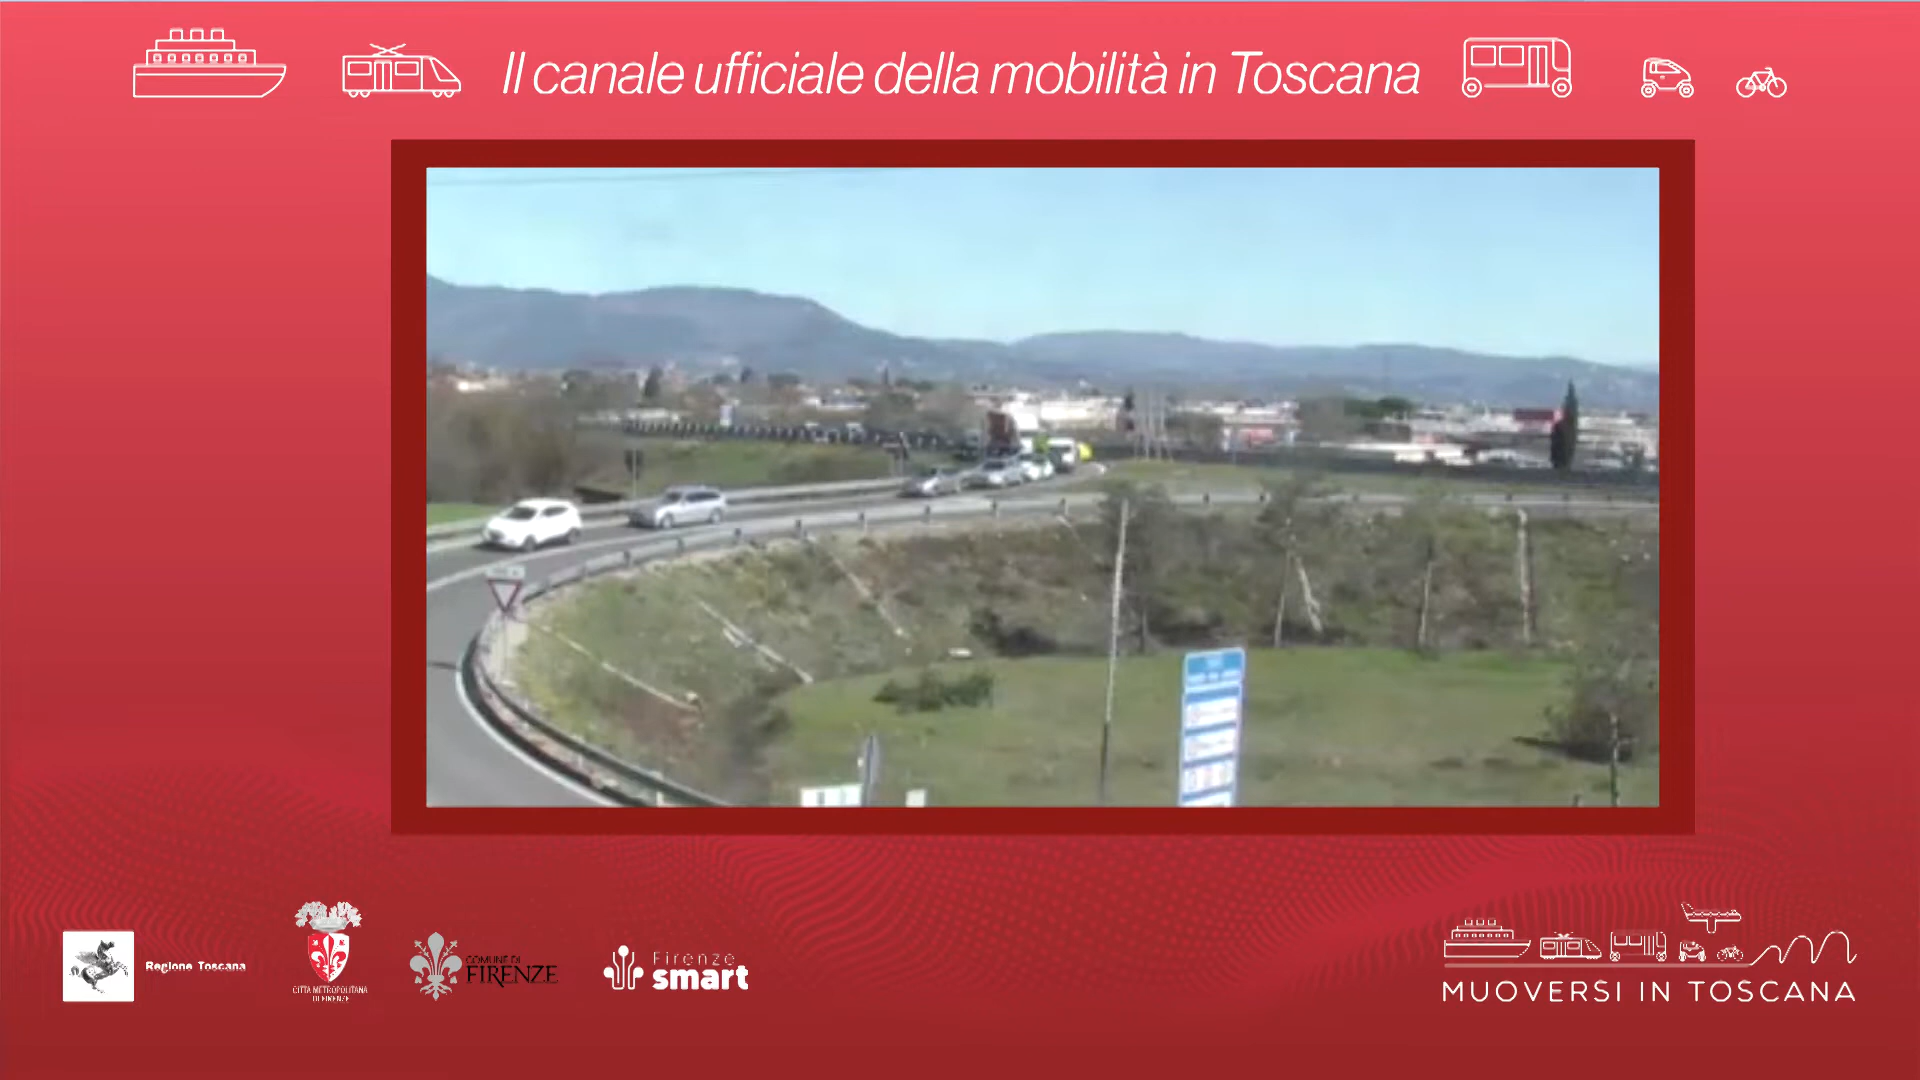 Il canale ufficiale della mobilità in Toscana
Regione Toscana
CITTÀ METROPOLITANA
DI FIRENZE
COMUNE DI
FIRENZE
Firenze
smart
MUOVERSI IN TOSCANA